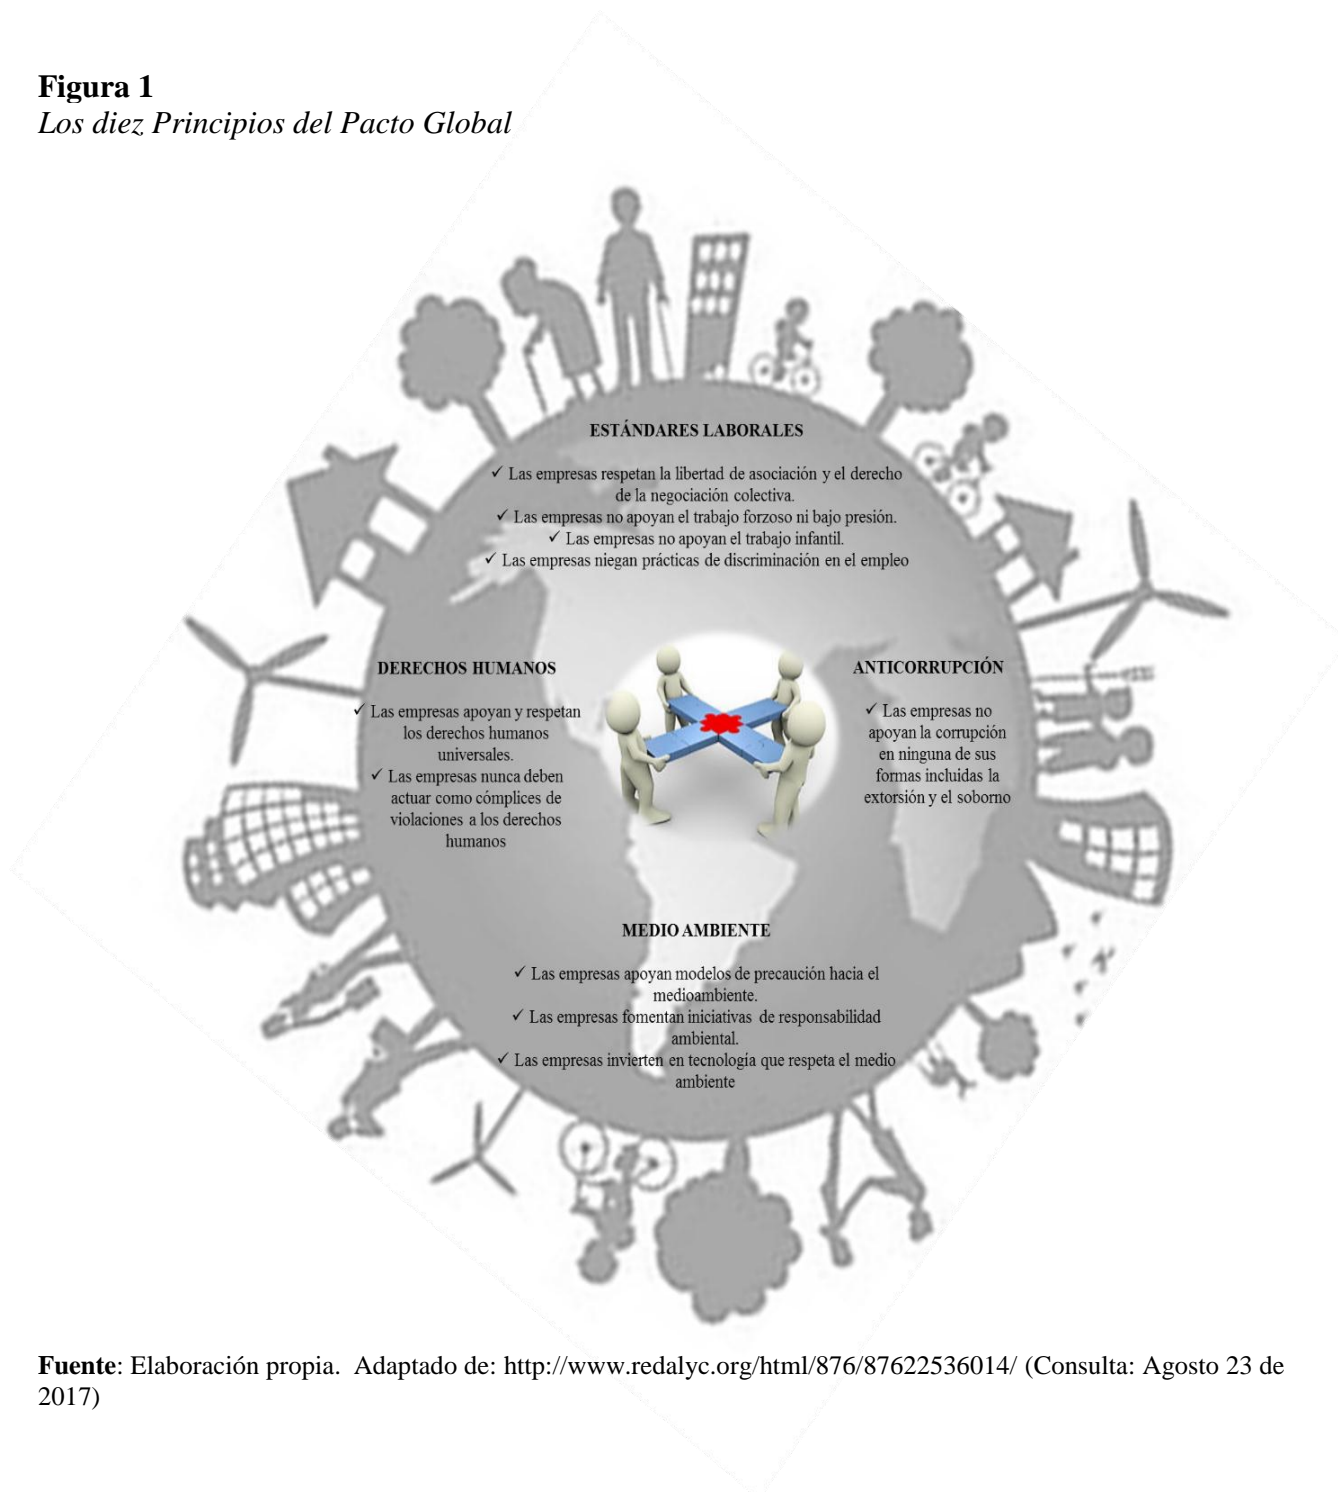 Figura 1
Los diez Principios del Pacto Global
ESTÁNDARES LABORALES
✓ Las empresas respetan la libertad de asociación y el derecho
de la negociación colectiva.
✓ Las empresas no apoyan el trabajo forzoso ni bajo presión.
✓ Las empresas no apoyan el trabajo infantil.
✓ Las empresas niegan prácticas de discriminación en el empleo
DERECHOS HUMANOS
✓ Las empresas apoyan y respetan
los derechos humanos
universales.
✓ Las empresas nunca deben
actuar como cómplices de
violaciones a los derechos
humanos
ANTICORRUPCIÓN
✓ Las empresas no
apoyan la corrupción
en ninguna de sus
formas incluidas la
extorsión y el soborno
MEDIO AMBIENTE
✓ Las empresas apoyan modelos de precaución hacia el
medioambiente.
✓ Las empresas fomentan iniciativas de responsabilidad
ambiental.
✓ Las empresas invierten en tecnología que respeta el medio
ambiente
Fuente: Elaboración propia. Adaptado de: http://www.redalyc.org/html/876/87622536014/ (Consulta: Agosto 23 de
2017)